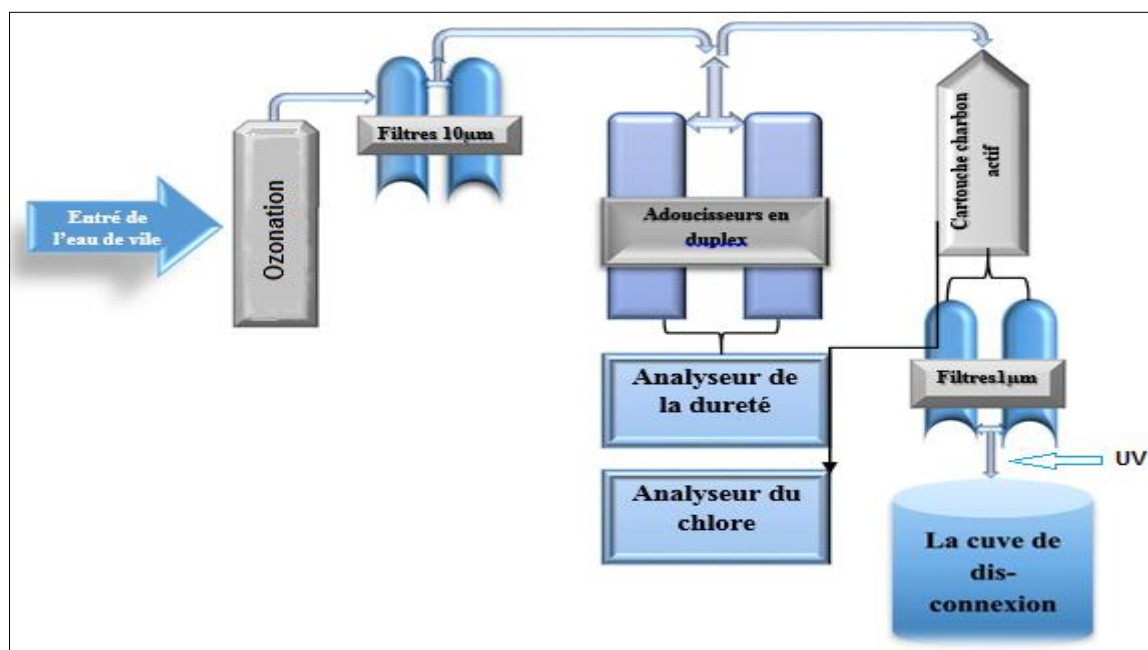 Entré de
l'eau de vile
Ozonation
Filtres 10µm
Adoucisseurs en
duplex
Cartouche charbon
actif
Analyseur de
la dureté
Analyseur du
chlore
Filtres1µm
UV
La cuve de
dis-
connexion